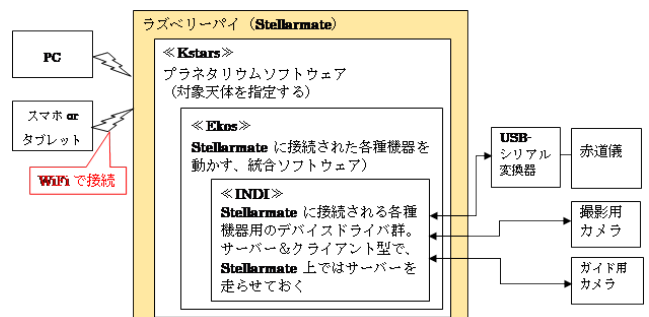 ラズベリーパイ（Stellarmate）
PC
スマホ or
タブレット
WiFi で接続
≪Kstars≫
プラネタリウムソフトウェア
（対象天体を指定する）
≪Ekos≫
Stellarmate に接続された各種機器を
動かす、統合ソフトウェア）
≪INDI≫
Stellarmate に接続される各種
機器用のデバイスドライバ群。
サーバー＆クライアント型で、
Stellarmate 上ではサーバーを
走らせておく
USB-
シリアル
変換器
赤道儀
撮影用
カメラ
ガイド用
カメラ